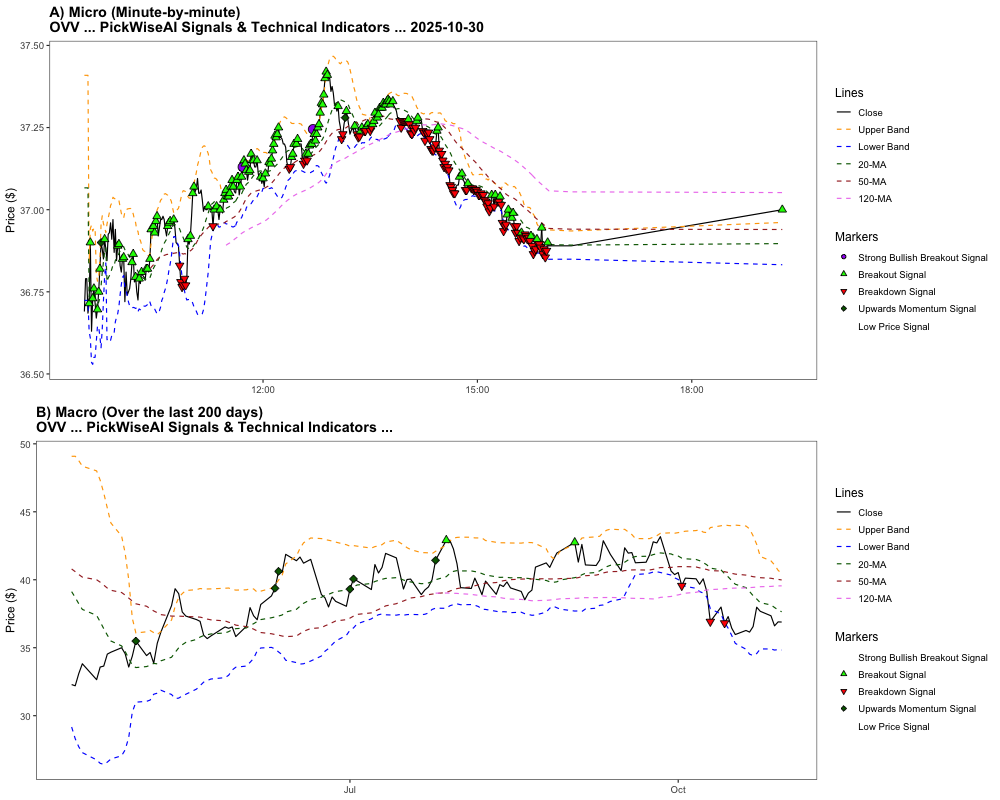 A) Micro (Minute-by-minute)
OVV ... PickWiseAI Signals & Technical Indicators ... 2025-10-30
Price ($)
37.50
37.25
37.00
36.75
36.50
12:00
15:00
18:00
Lines
Close
Upper Band
Lower Band
20-MA
50-MA
120-MA
Markers
Strong Bullish Breakout Signal
Breakout Signal
Breakdown Signal
Upwards Momentum Signal
Low Price Signal
B) Macro (Over the last 200 days)
OVV ... PickWiseAI Signals & Technical Indicators ...
Price ($)
50
45
40
35
30
Jul
Oct
Lines
Close
Upper Band
Lower Band
20-MA
50-MA
120-MA
Markers
Strong Bullish Breakout Signal
Breakout Signal
Breakdown Signal
Upwards Momentum Signal
Low Price Signal